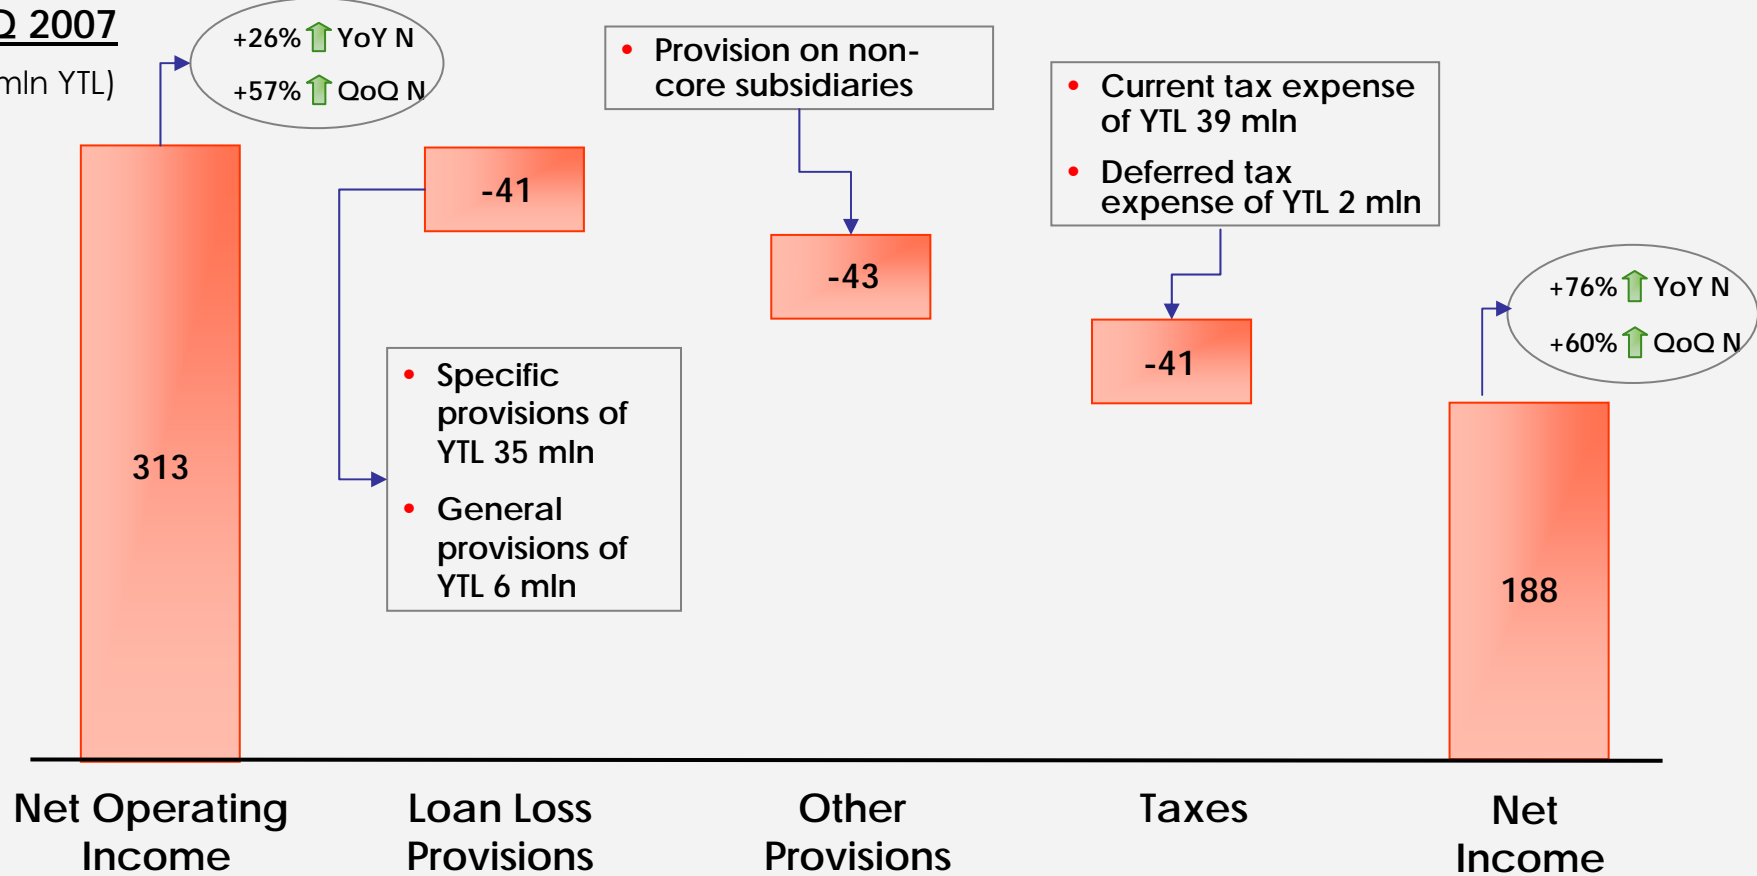 Q 2007
mln YTL)
+26% YoY N
+57% QoQ N
• Provision on non-
core subsidiaries
• Current tax expense
of YTL 39 mln
• Deferred tax
expense of YTL 2 mln
-41
-43
-41
+76% YoY N
+60% QoQ N
• Specific
provisions of
YTL 35 mln
• General
provisions of
YTL 6 mln
313
188
Net Operating
Income
Loan Loss
Provisions
Other
Provisions
Taxes
Net
Income